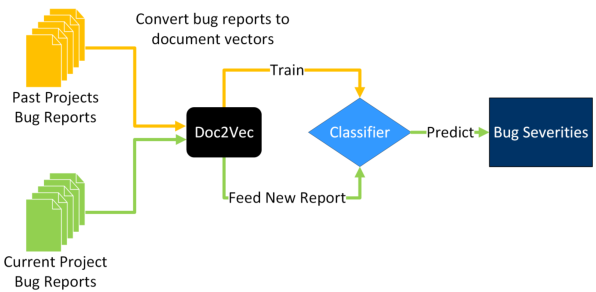 Convert bug reports to
document vectors
Train
Past Projects
Bug Reports
Doc2Vec
Classifier
Predict
Bug Severities
Feed New Report
Current Project
Bug Reports